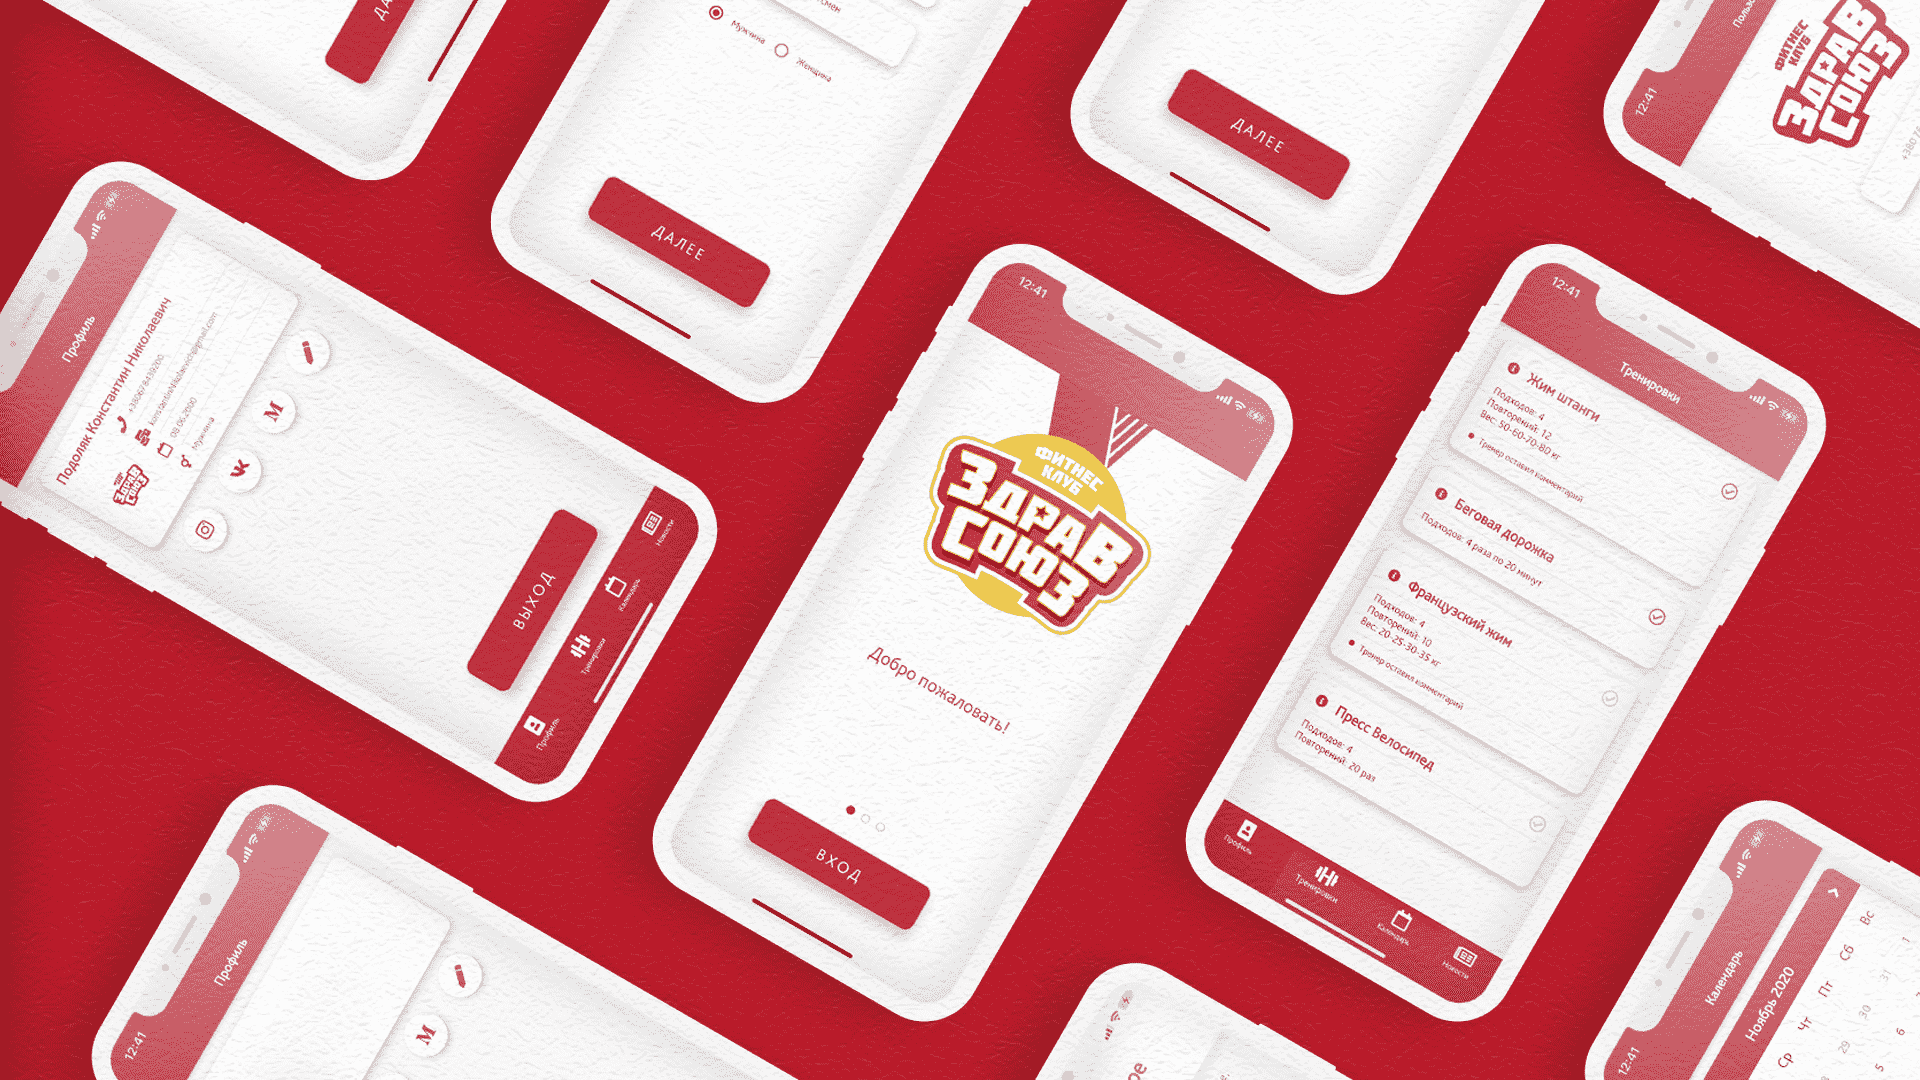 ДА
Мужчина
Женщина
ДАЛЕЕ
ДАЛЕЕ
12:41
ФИТНЕС
КЛУБ
ЗДРАВ
СОЮЗ
Профиль
Подоляк Константин Николаевич
+380678439200
08.06.2000
Мужчина
ЗДРАВ
СОЮЗ
М
ВЫХОД
Профиль
Тренировки
Календарь
Новости
12:41
ФИТНЕС
КЛУБ
ЗДРАВ
СОЮЗ
Добро пожаловать!
ВХОД
12:41
Тренировки
Жим штанги
Подходов: 4
Повторений: 12
Вес: 50-60-70-80 кг
Тренер оставил комментарий
Беговая дорожка
Подходов: 4 раза по 20 минут
Французский жим
Подходов: 4
Повторений: 10
Вес: 20-25-30-35 кг
Тренер оставил комментарий
Пресс Велосипед
Подходов: 4
Повторений: 20 раз
Профиль
Тренировки
Календарь
Новости
12:41
Профиль
М
12:41
Календарь
Ноябрь 2020
Ср Чт Пт Сб Вс
29 30 31 1
6